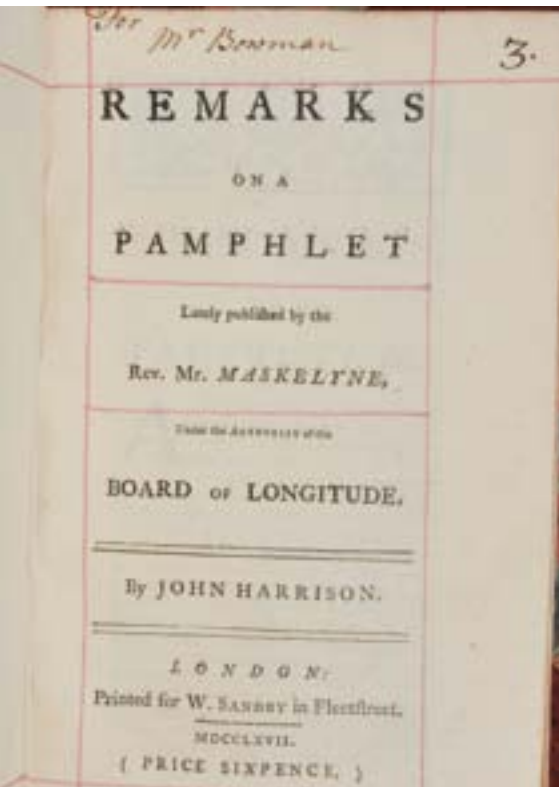 For
Mr Bowman
3.
REMARKS
ON A
PAMPHLET
Lately published by the
Rev. Mr. MASKELYNE,
Under the AUTHORITY of the
BOARD OF LONGITUDE.
By JOHN HARRISON.
LONDON:
Printed for W. SANDBY in Fleetstreet.
MDCCLXVII.
( PRICE SIXPENCE. )